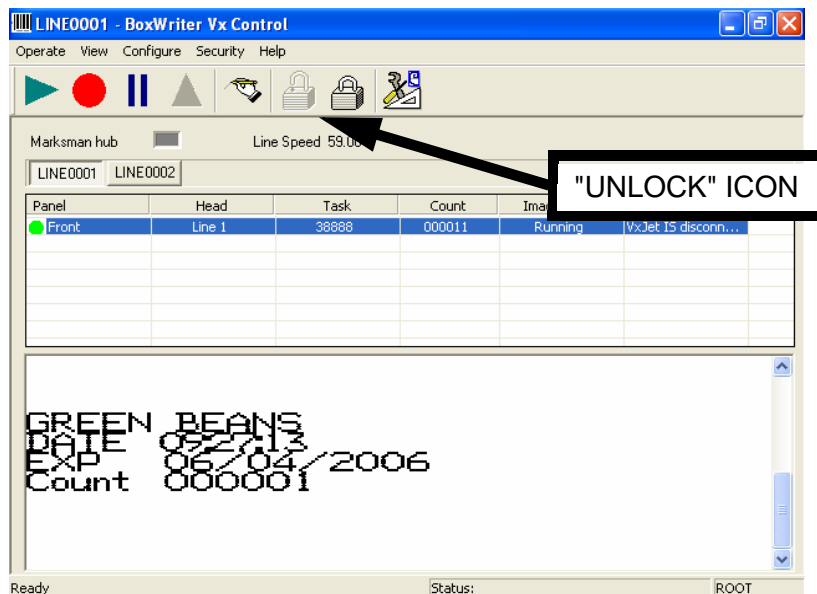 LINE0001 - BoxWriter Vx Control
Operate View Configure Security Help
Marksman hub Line Speed 59.00
"UNLOCK" ICON
LINE0001 LINE0002
Panel Head Task Count
Front Line 1 38888 000011 Running VxJet IS disconn...
GREEN BEANS
DATE 09:27:13
EXP 06/04/2006
Count 000001
Ready Status: ROOT